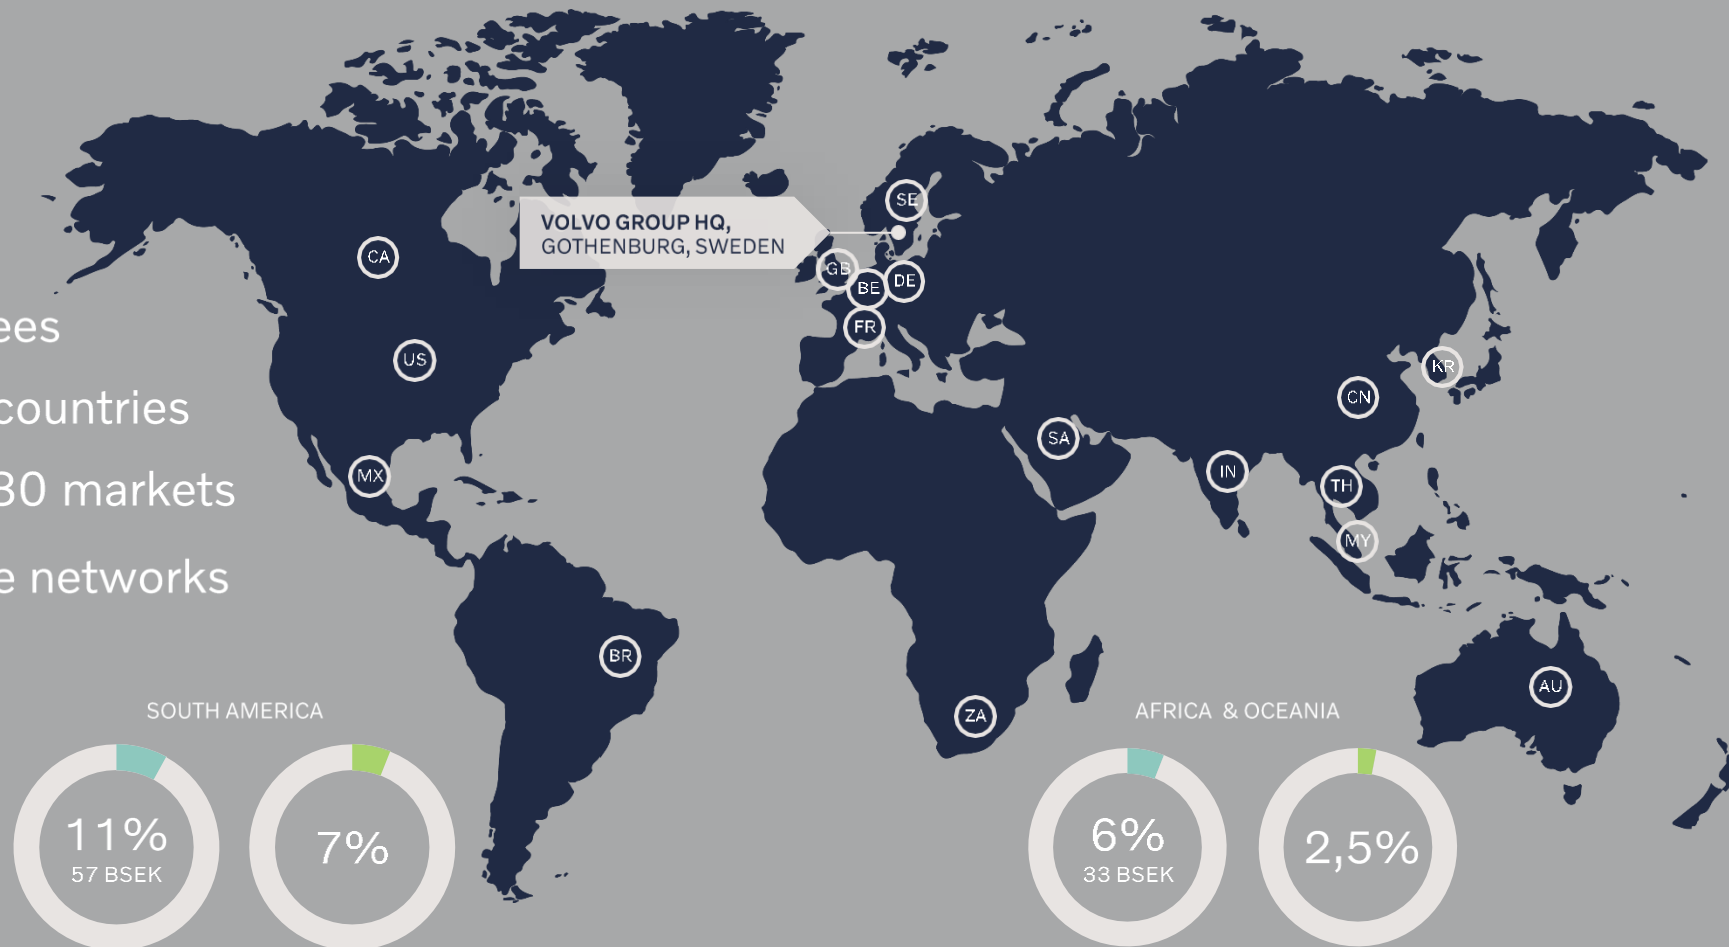 VOLVO GROUP HQ,
GOTHENBURG, SWEDEN
SE
CA
GB
BE
DE
FR
ees
US
KR
countries
CN
SA
IN
MX
TH
30 markets
MY
e networks
BR
AU
ZA
SOUTH AMERICA
AFRICA & OCEANIA
11%
57 BSEK
7%
6%
33 BSEK
2,5%